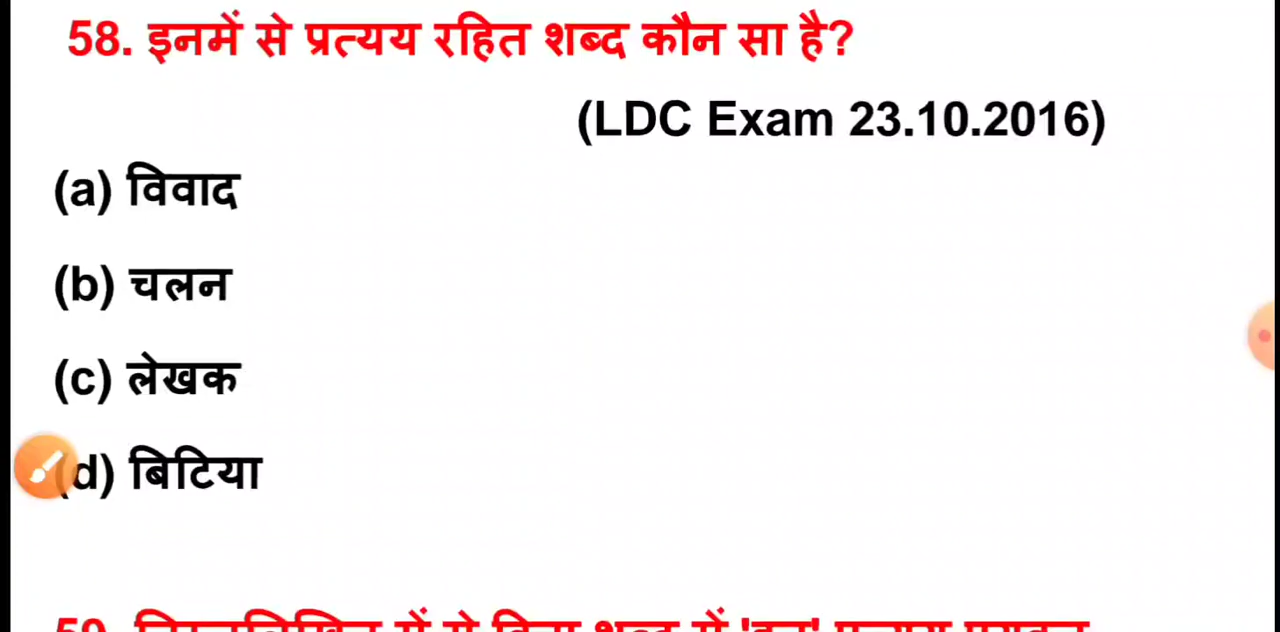 58. इनमें से प्रत्यय रहित शब्द कौन सा है?
(LDC Exam 23.10.2016)
(a) विवाद
(b) चलन
(c) लेखक
(d) बिटिया